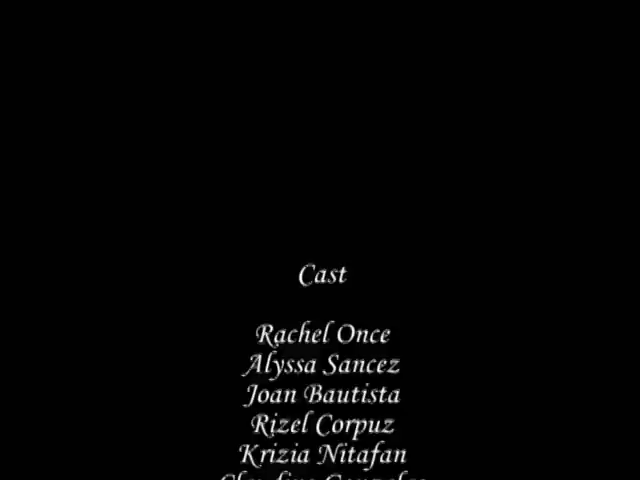 Cast
Rachel Once
Alyssa Sancez
Joan Bautista
Rizel Corpuz
Krizia Nitafan